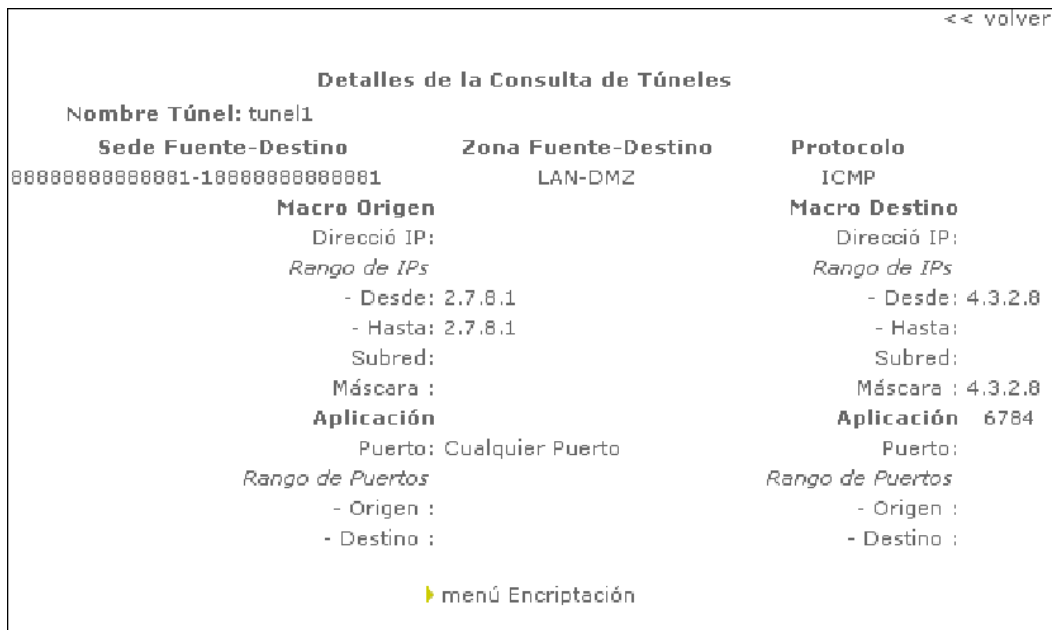 << volver
Detalles de la Consulta de Túneles
Nombre Túnel: tunel1
Sede Fuente-Destino Zona Fuente-Destino Protocolo
88888888888881-18888888888881 LAN-DMZ ICMP
Macro Origen Macro Destino
Direcció IP: Direcció IP:
Rango de IPs Rango de IPs
- Desde: 2.7.8.1 - Desde: 4.3.2.8
- Hasta: 2.7.8.1 - Hasta:
Subred: Subred:
Máscara : Máscara : 4.3.2.8
Aplicación Aplicación 6784
Puerto: Cualquier Puerto Puerto:
Rango de Puertos Rango de Puertos
- Origen : - Origen :
- Destino : - Destino :
menú Encriptación